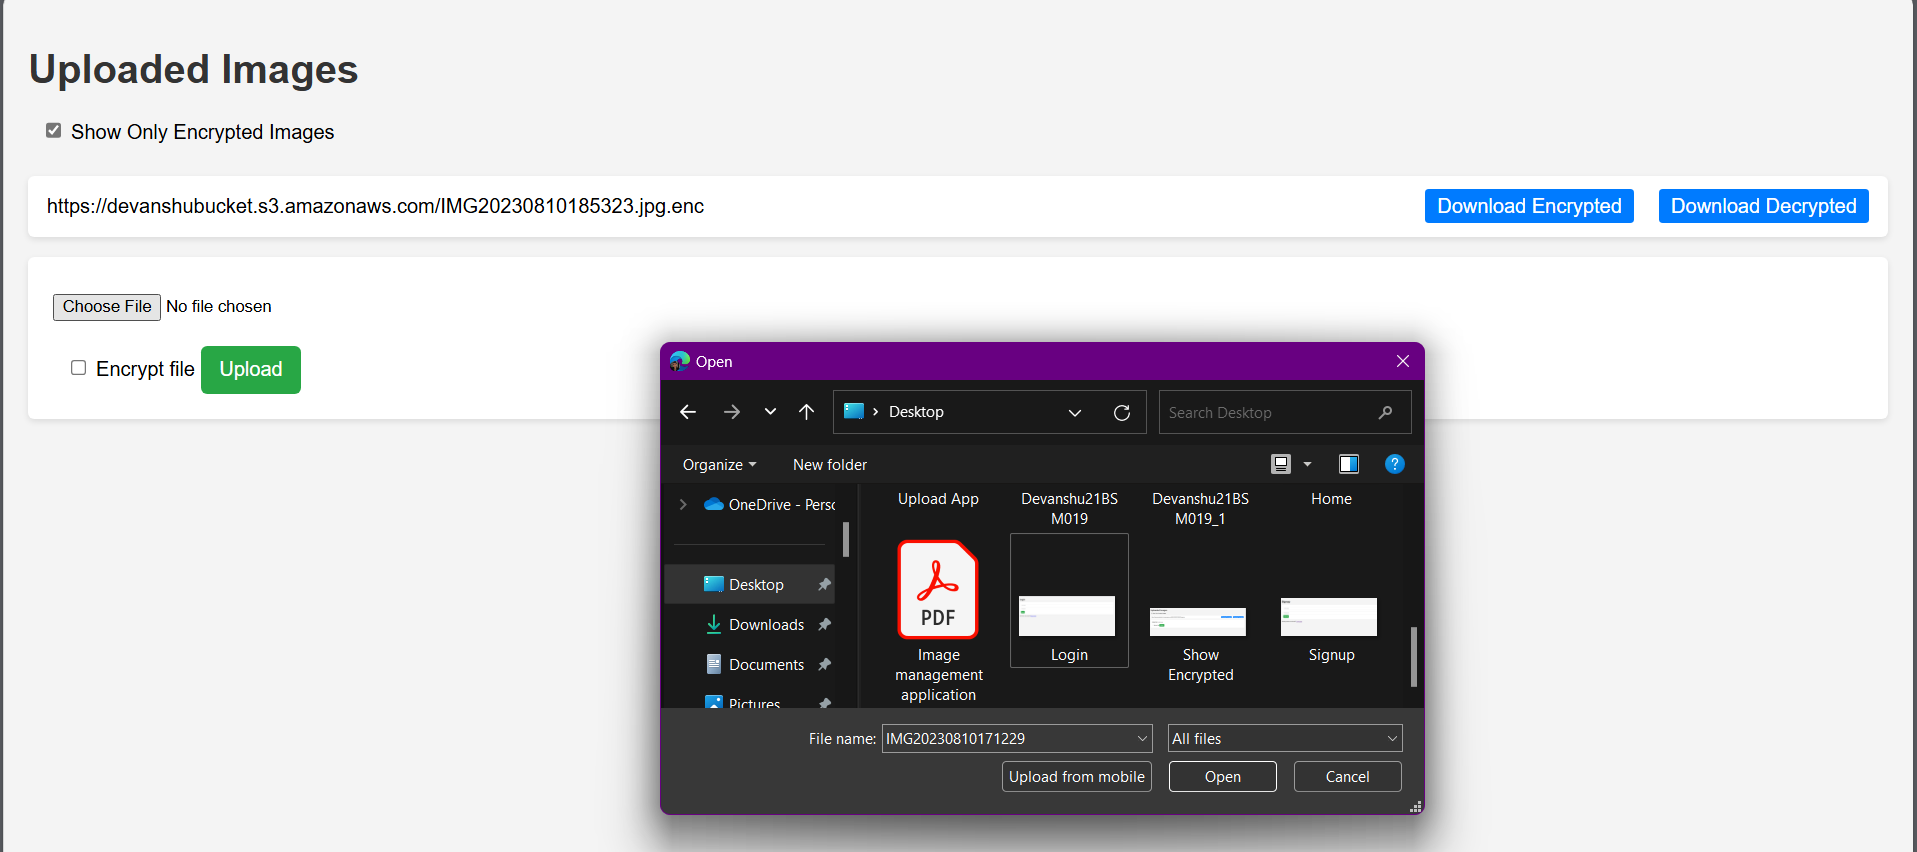 Uploaded Images
Show Only Encrypted Images
https://devanshubucket.s3.amazonaws.com/IMG20230810185323.jpg.enc
Download Encrypted
Download Decrypted
Choose File No file chosen
Encrypt file
Upload
Open
Desktop
Search Desktop
Organize
New folder
OneDrive - Perso
Desktop
Downloads
Documents
Pictures
Upload App
Devanshu21BS
M019
Devanshu21BS
M019_1
Home
PDF
Image
management
application
Login
Show
Encrypted
Signup
File name: IMG20230810171229
All files
Upload from mobile
Open
Cancel